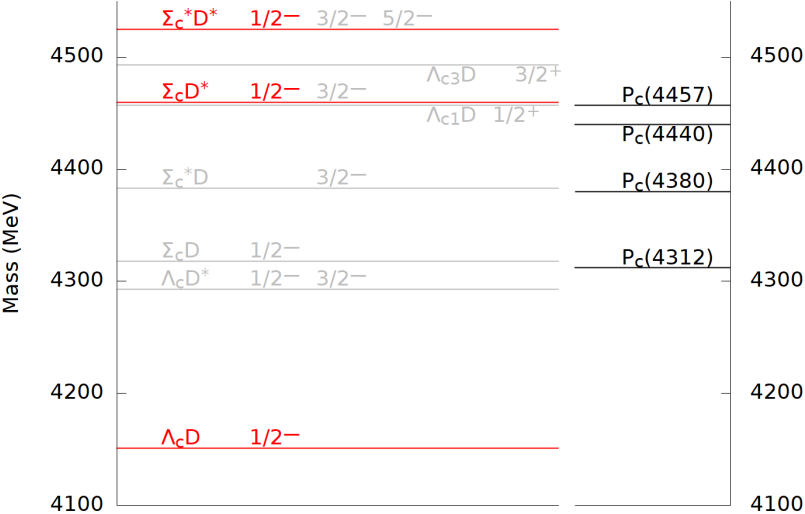 Σc*D* 1/2− 3/2− 5/2−
4500 4500
Λc3D 3/2+
ΣcD* 1/2− 3/2− Pc(4457)
Λc1D 1/2+
Pc(4440)
4400 4400
Σc*D 3/2− Pc(4380)
Mass (MeV)
ΣcD 1/2− Pc(4312)
ΛcD* 1/2− 3/2−
4300 4300
4200 4200
ΛcD 1/2−
4100 4100